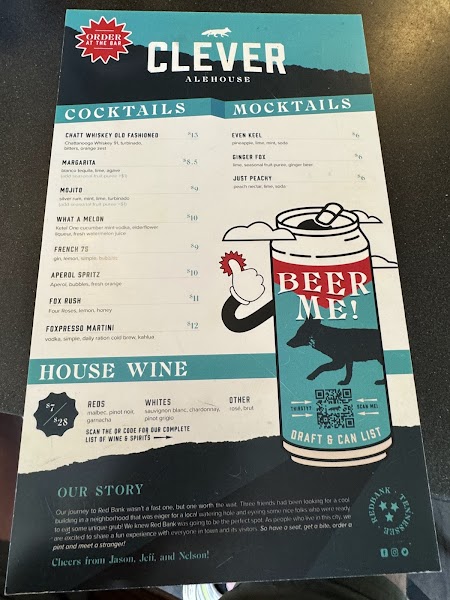 ORDER
AT THE BAR
CLEVER
ALEHOUSE
COCKTAILS
CHATT WHISKEY OLD FASHIONED $13
Chattanooga Whiskey 91, turbinado,
bitters, orange zest
MARGARITA $8.5
blanco tequila, lime, agave
(add seasonal fruit puree +$1)
MOJITO $9
silver rum, mint, lime, turbinado
(add seasonal fruit puree +$1)
WHAT A MELON $10
Ketel One cucumber mint vodka, elderflower
liqueur, fresh watermelon juice
FRENCH 75 $9
gin, lemon, simple, bubbles
APEROL SPRITZ $10
Aperol, bubbles, fresh orange
FOX RUSH $11
Four Roses, lemon, honey
FOXPRESSO MARTINI $12
vodka, simple, daily ration cold brew, kahlua
MOCKTAILS
EVEN KEEL $6
pineapple, lime, mint, soda
GINGER FOX $6
lime, seasonal fruit puree, ginger beer
JUST PEACHY $6
peach nectar, lime, soda
BEER
ME!
THIRSTY? SCAN ME!
DRAFT & CAN LIST
HOUSE WINE
$7/$28
REDS
malbec, pinot noir,
garnacha
WHITES
sauvignon blanc, chardonnay,
pinot grigio
OTHER
rosé, brut
SCAN THE QR CODE FOR OUR COMPLETE
LIST OF WINE & SPIRITS
OUR STORY
Our journey to Red Bank wasn't a fast one, but one worth the wait. Three friends had been looking for a cool
building in a neighborhood that was eager for a local watering hole and eyeing some nice folks who were ready
to eat some unique grub! We knew Red Bank was going to be the perfect spot. As people who live in this city, we
are excited to share a fun experience with everyone in town and its visitors. So have a seat, get a bite, order a
pint and meet a stranger!
Cheers from Jason, Jeff, and Nelson!
REDBANK • TENNESSEE